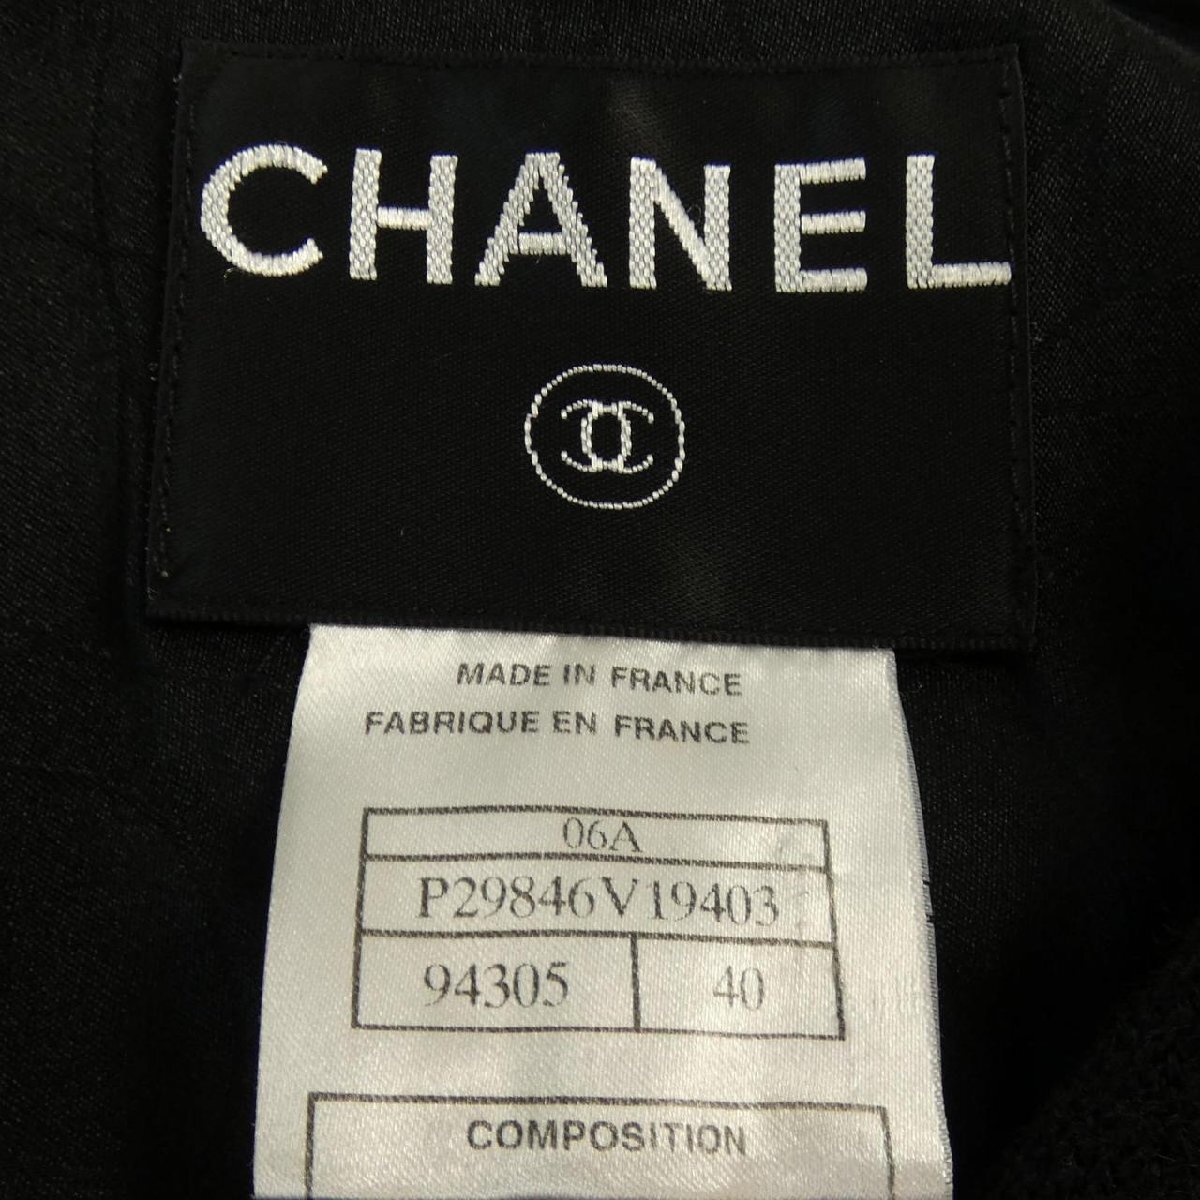 CHANEL
MADE IN FRANCE
FABRIQUE EN FRANCE
06A
P29846V19403
94305 40
COMPOSITION